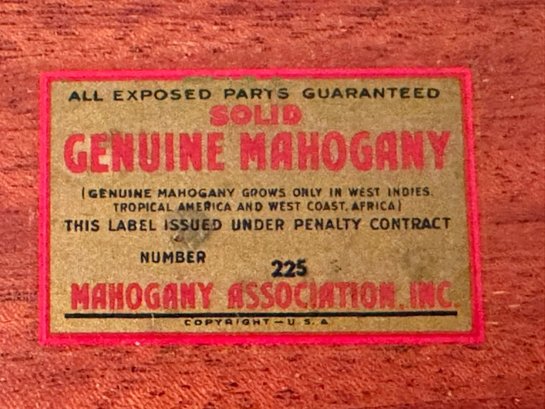 ALL EXPOSED PARTS GUARANTEED
SOLID
GENUINE MAHOGANY
(GENUINE MAHOGANY GROWS ONLY IN WEST INDIES,
TROPICAL AMERICA AND WEST COAST, AFRICA)
THIS LABEL ISSUED UNDER PENALTY CONTRACT
NUMBER 225
MAHOGANY ASSOCIATION, INC.
COPYRIGHT - U. S. A.